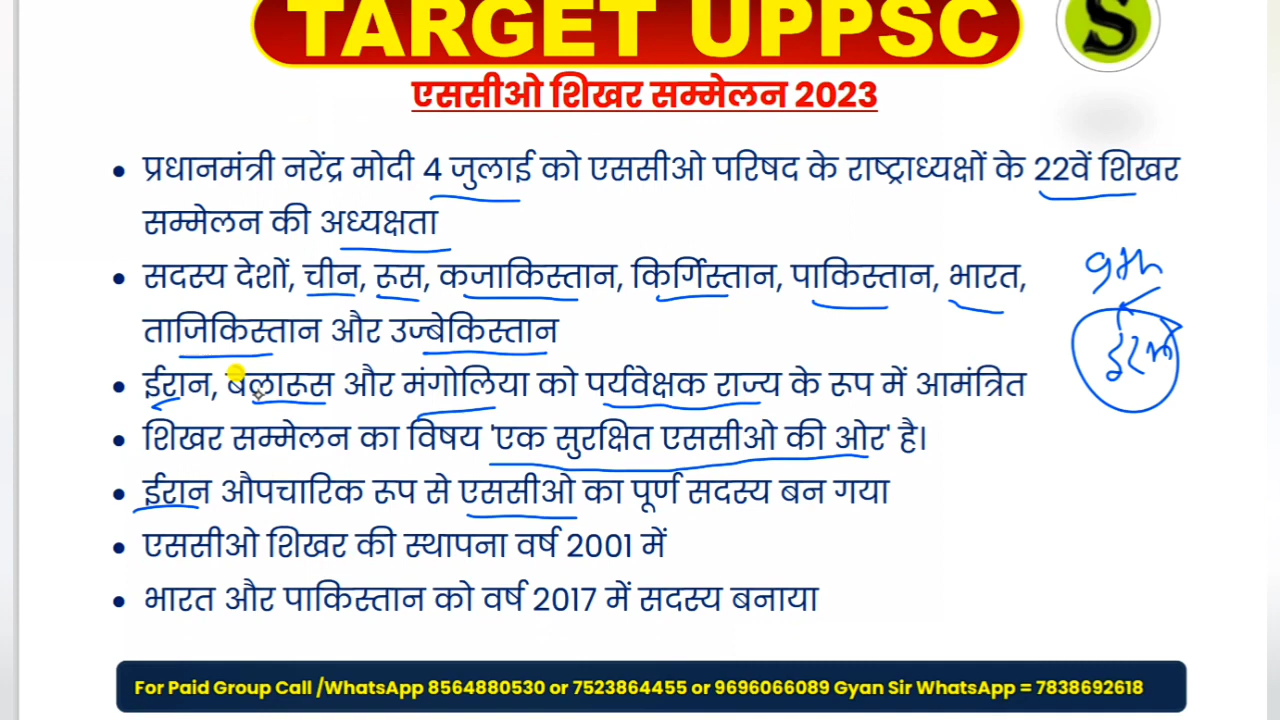 TARGET UPPSC
S
एससीओ शिखर सम्मेलन 2023
• प्रधानमंत्री नरेंद्र मोदी 4 जुलाई को एससीओ परिषद के राष्ट्राध्यक्षों के 22वें शिखर
सम्मेलन की अध्यक्षता
• सदस्य देशों, चीन, रूस, कजाकिस्तान, किर्गिस्तान, पाकिस्तान, भारत,
ताजिकिस्तान और उज्बेकिस्तान
9th
ईरान
• ईरान, बेलारूस और मंगोलिया को पर्यवेक्षक राज्य के रूप में आमंत्रित
• शिखर सम्मेलन का विषय 'एक सुरक्षित एससीओ की ओर' है।
• ईरान औपचारिक रूप से एससीओ का पूर्ण सदस्य बन गया
• एससीओ शिखर की स्थापना वर्ष 2001 में
• भारत और पाकिस्तान को वर्ष 2017 में सदस्य बनाया
For Paid Group Call /WhatsApp 8564880530 or 7523864455 or 9696066089 Gyan Sir WhatsApp = 7838692618